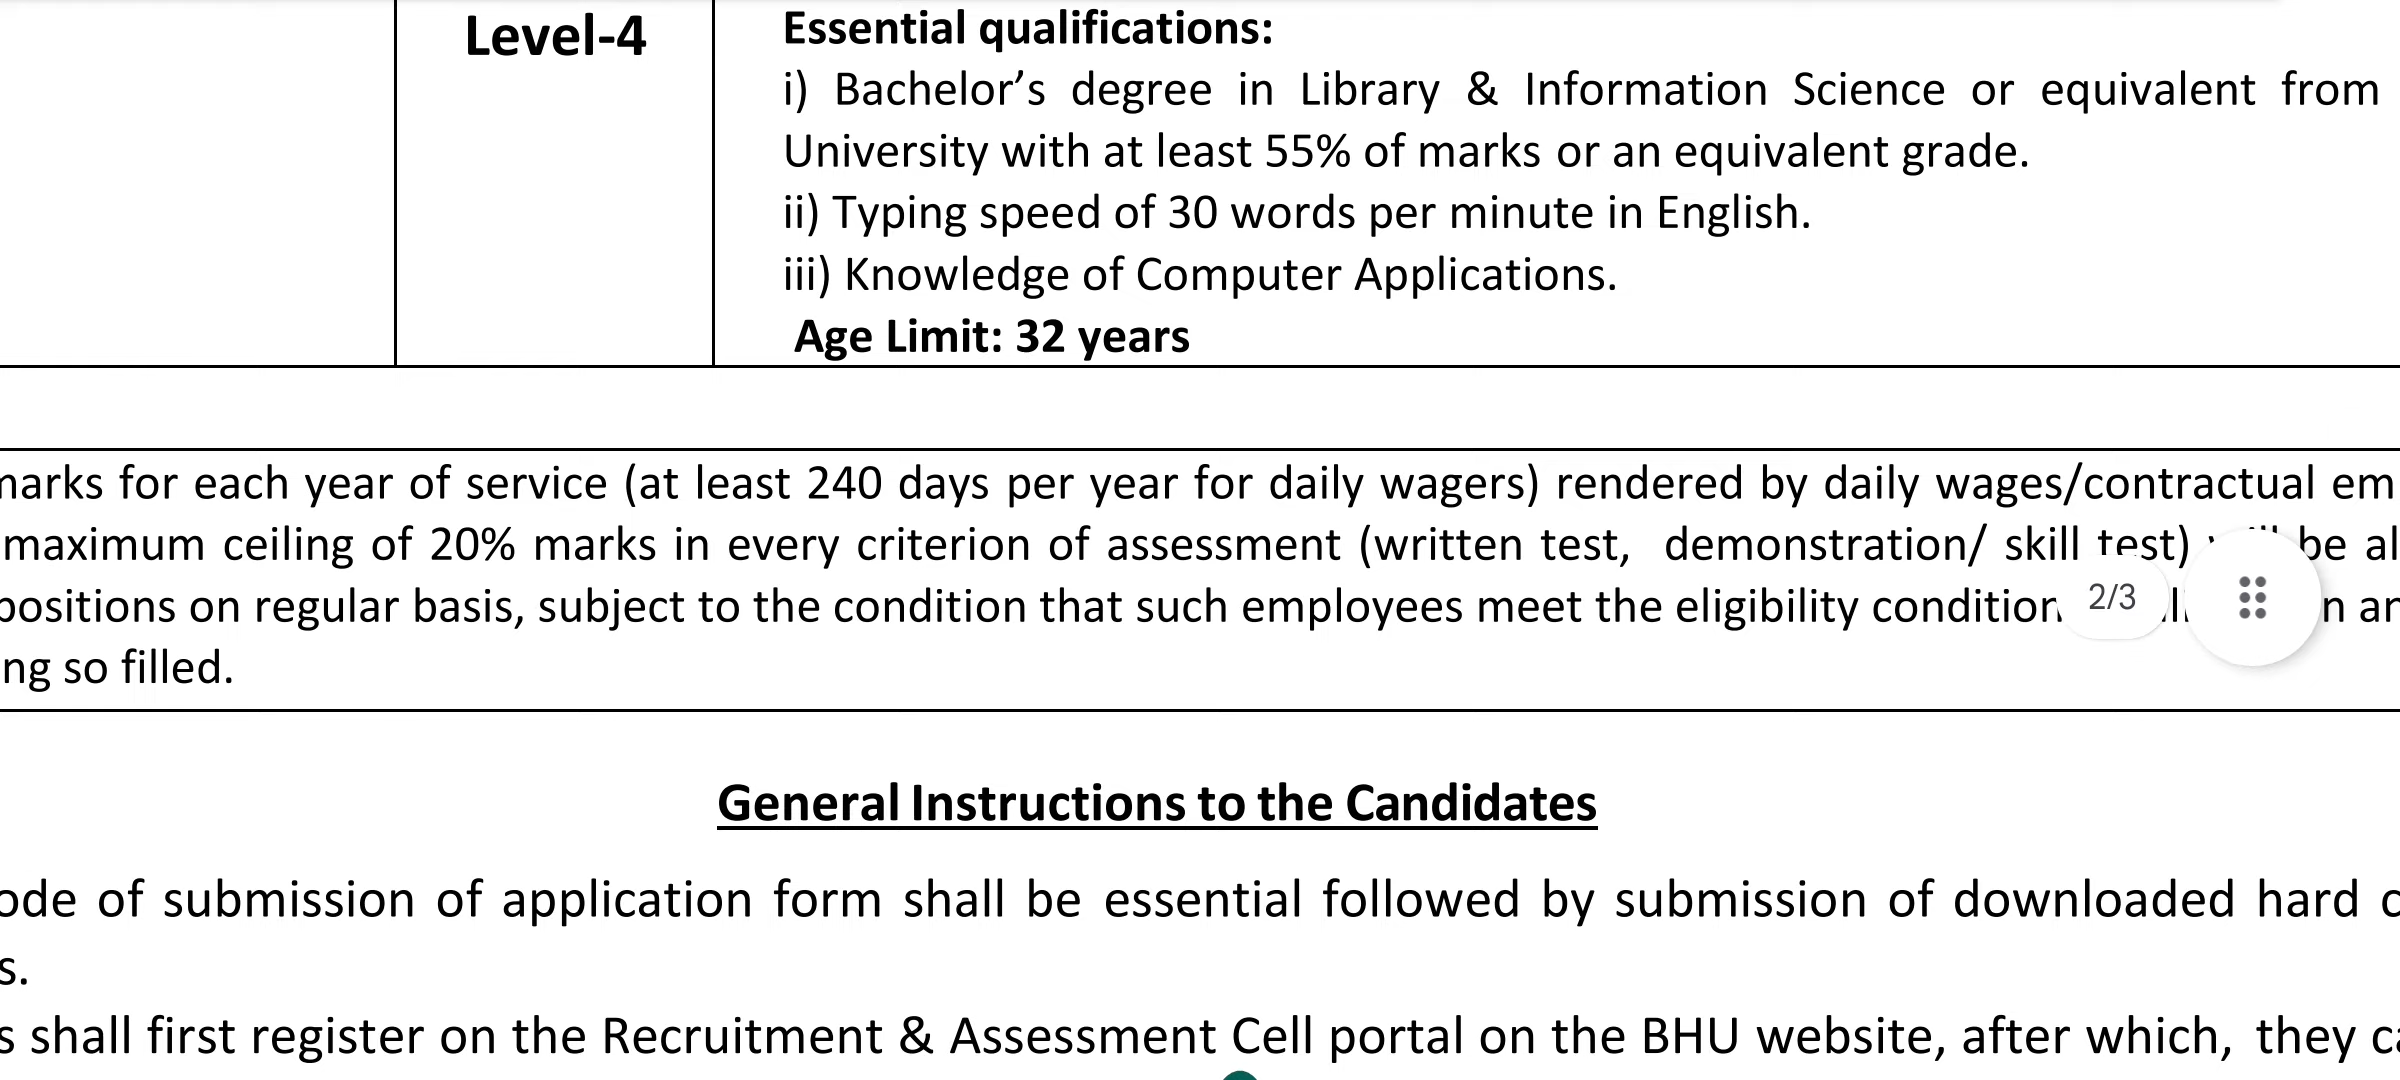 Level-4
Essential qualifications:
i) Bachelor’s degree in Library & Information Science or equivalent from
University with at least 55% of marks or an equivalent grade.
ii) Typing speed of 30 words per minute in English.
iii) Knowledge of Computer Applications.
Age Limit: 32 years
marks for each year of service (at least 240 days per year for daily wagers) rendered by daily wages/contractual em
maximum ceiling of 20% marks in every criterion of assessment (written test, demonstration/ skill test) be al
positions on regular basis, subject to the condition that such employees meet the eligibility condition
2/3
ng so filled.
General Instructions to the Candidates
ode of submission of application form shall be essential followed by submission of downloaded hard c
s.
s shall first register on the Recruitment & Assessment Cell portal on the BHU website, after which, they ca